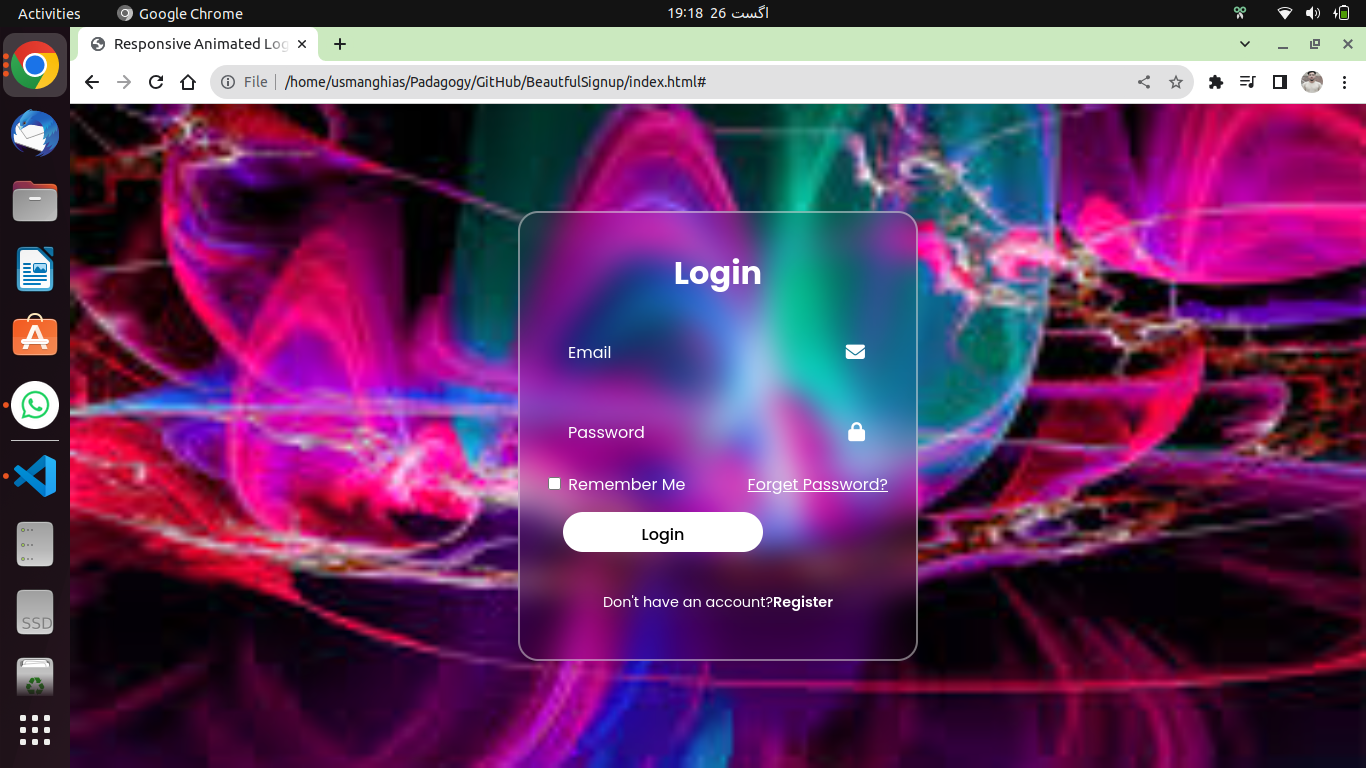 Activities
Google Chrome
اگست 26  19:18
Responsive Animated Log
File
/home/usmanghias/Padagogy/GitHub/BeautfulSignup/index.html#
Login
Email
Password
Remember Me
Forget Password?
Login
Don't have an account?Register
SSD